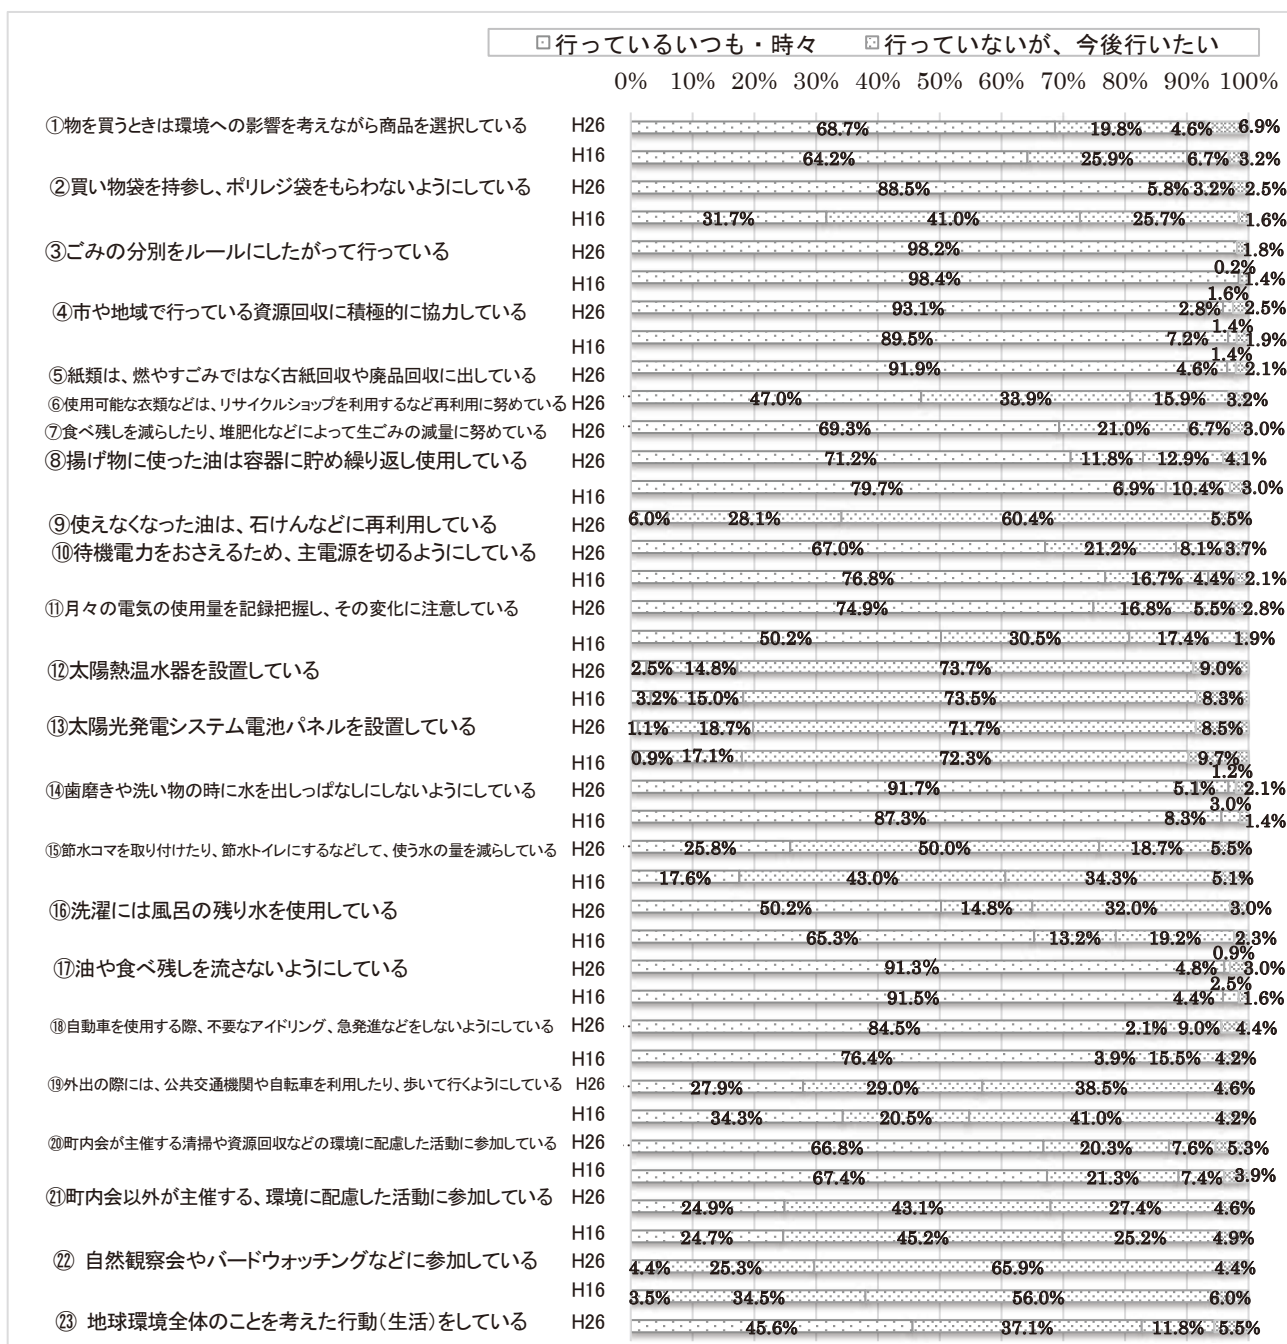 行っているいつも・時々 行っていないが、今後行いたい
0% 10% 20% 30% 40% 50% 60% 70% 80% 90% 100%
①物を買うときは環境への影響を考えながら商品を選択している H26 68.7% 19.8% 4.6% 6.9%
H16 64.2% 25.9% 6.7% 3.2%
②買い物袋を持参し、ポリレジ袋をもらわないようにしている H26 88.5% 5.8% 3.2% 2.5%
H16 31.7% 41.0% 25.7% 1.6%
③ごみの分別をルールにしたがって行っている H26 98.2% 1.8%
0.2%
H16 98.4% 1.4%
1.6%
④市や地域で行っている資源回収に積極的に協力している H26 93.1% 2.8% 2.5%
1.4%
H16 89.5% 7.2% 1.9%
1.4%
⑤紙類は、燃やすごみではなく古紙回収や廃品回収に出している H26 91.9% 4.6% 2.1%
⑥使用可能な衣類などは、リサイクルショップを利用するなど再利用に努めている H26 47.0% 33.9% 15.9% 3.2%
⑦食べ残しを減らしたり、堆肥化などによって生ごみの減量に努めている H26 69.3% 21.0% 6.7% 3.0%
⑧揚げ物に使った油は容器に貯め繰り返し使用している H26 71.2% 11.8% 12.9% 4.1%
H16 79.7% 6.9% 10.4% 3.0%
⑨使えなくなった油は、石けんなどに再利用している H26 6.0% 28.1% 60.4% 5.5%
⑩待機電力をおさえるため、主電源を切るようにしている H26 67.0% 21.2% 8.1% 3.7%
H16 76.8% 16.7% 4.4% 2.1%
⑪月々の電気の使用量を記録把握し、その変化に注意している H26 74.9% 16.8% 5.5% 2.8%
H16 50.2% 30.5% 17.4% 1.9%
⑫太陽熱温水器を設置している H26 2.5% 14.8% 73.7% 9.0%
H16 3.2% 15.0% 73.5% 8.3%
⑬太陽光発電システム電池パネルを設置している H26 1.1% 18.7% 71.7% 8.5%
H16 0.9% 17.1% 72.3% 9.7%
1.2%
⑭歯磨きや洗い物の時に水を出しっぱなしにしないようにしている H26 91.7% 5.1% 2.1%
3.0%
H16 87.3% 8.3% 1.4%
⑮節水コマを取り付けたり、節水トイレにするなどして、使う水の量を減らしている H26 25.8% 50.0% 18.7% 5.5%
H16 17.6% 43.0% 34.3% 5.1%
⑯洗濯には風呂の残り水を使用している H26 50.2% 14.8% 32.0% 3.0%
H16 65.3% 13.2% 19.2% 2.3%
0.9%
⑰油や食べ残しを流さないようにしている H26 91.3% 4.8% 3.0%
2.5%
H16 91.5% 4.4% 1.6%
⑱自動車を使用する際、不要なアイドリング、急発進などをしないようにしている H26 84.5% 2.1% 9.0% 4.4%
H16 76.4% 3.9% 15.5% 4.2%
⑲外出の際には、公共交通機関や自転車を利用したり、歩いて行くようにしている H26 27.9% 29.0% 38.5% 4.6%
H16 34.3% 20.5% 41.0% 4.2%
⑳町内会が主催する清掃や資源回収などの環境に配慮した活動に参加している H26 66.8% 20.3% 7.6% 5.3%
H16 67.4% 21.3% 7.4% 3.9%
㉑町内会以外が主催する、環境に配慮した活動に参加している H26 24.9% 43.1% 27.4% 4.6%
H16 24.7% 45.2% 25.2% 4.9%
㉒ 自然観察会やバードウォッチングなどに参加している H26 4.4% 25.3% 65.9% 4.4%
H16 3.5% 34.5% 56.0% 6.0%
㉓ 地球環境全体のことを考えた行動(生活)をしている H26 45.6% 37.1% 11.8% 5.5%